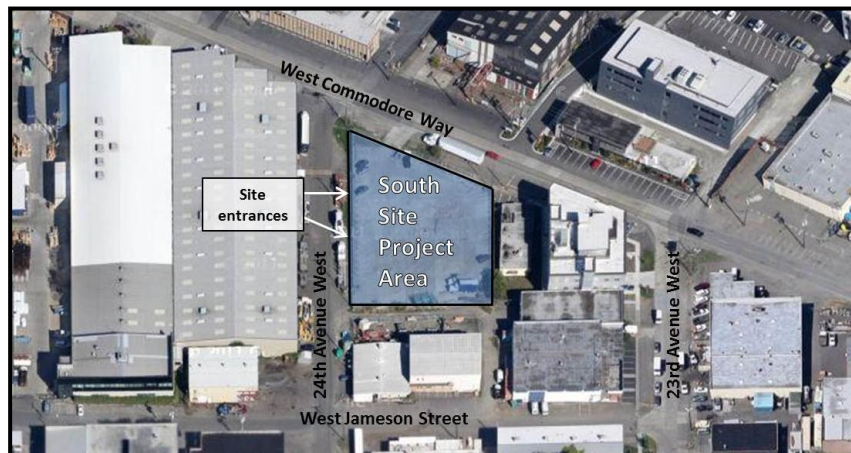 West Commodore Way
Site
entrances
South
Site
Project
Area
24th Avenue West
23rd Avenue West
West Jameson Street